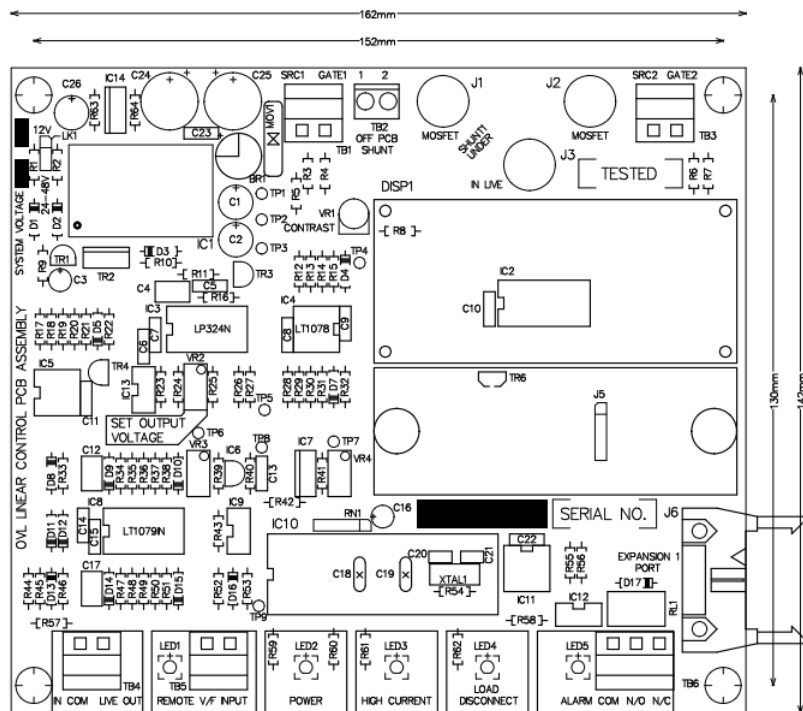 162mm
152mm
C26
IC14
C24
C25
SRC1 GATE1
1 2
J1
J2
SRC2 GATE2
R63
R64
MOV1
C23
12V
LK1
TB1
TB2
OFF PCB
SHUNT
MOSFET
SHUNT1
UNDER
MOSFET
TB3
J3
IN LIVE
TESTED
R1
R2
SYSTEM VOLTAGE
24-48V
BR1
R3
R4
R5
R6
R7
DISP1
TP1
C1
TP2
VR1
CONTRAST
D1
D2
IC1
C2
TP3
R8
R9
TR1
TR2
D3
R10
TR3
TP4
C3
R11
C4
C5
R16
R12
R13
R14
R15
D4
IC2
C10
IC3
LP324N
IC4
LT1078
C8
C9
C6
C7
R17
R18
R19
R20
R21
D5
R22
IC5
TR4
C11
IC13
R23
R24
VR2
R25
R26
R27
R28
R29
R30
R31
D7
R32
TR6
J5
130mm
142mm
OVL LINEAR CONTROL PCB ASSEMBLY
SET OUTPUT
VOLTAGE
TP5
TP6
TP8
TP7
D8
R33
C12
D9
R34
R35
R36
R37
R38
D10
VR3
R39
IC6
R40
C13
IC7
R41
VR4
R42
C16
SERIAL NO.
J6
D11
D12
C14
C15
IC8
LT1079IN
IC9
R43
IC10
RN1
C18
C19
C20
C21
XTAL1
R54
C22
IC11
R55
R56
EXPANSION 1
PORT
D17
RL1
R44
R45
D13
R46
C17
D14
R47
R48
R49
R50
R51
D15
R52
D16
R53
TP9
IC12
R57
R58
TB4
IN COM LIVE OUT
LED1
TB5
REMOTE V/F INPUT
R59
LED2
R60
POWER
R61
LED3
HIGH CURRENT
R62
LED4
LOAD
DISCONNECT
LED5
ALARM COM N/O N/C
TB6